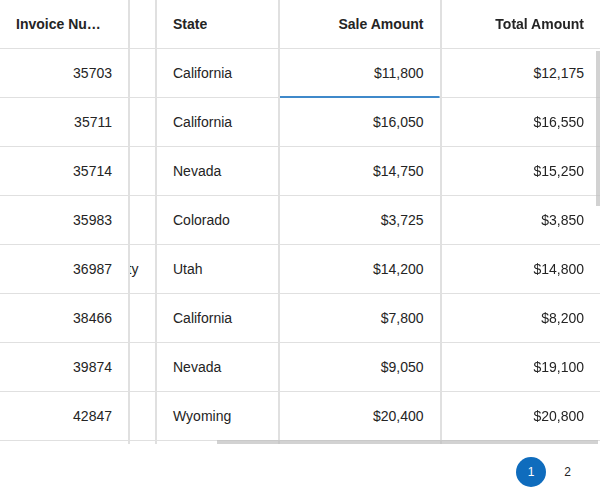 Invoice Nu… State Sale Amount Total Amount
35703 California $11,800 $12,175
35711 California $16,050 $16,550
35714 Nevada $14,750 $15,250
35983 Colorado $3,725 $3,850
36987 Utah $14,200 $14,800
38466 California $7,800 $8,200
39874 Nevada $9,050 $19,100
42847 Wyoming $20,400 $20,800
1 2